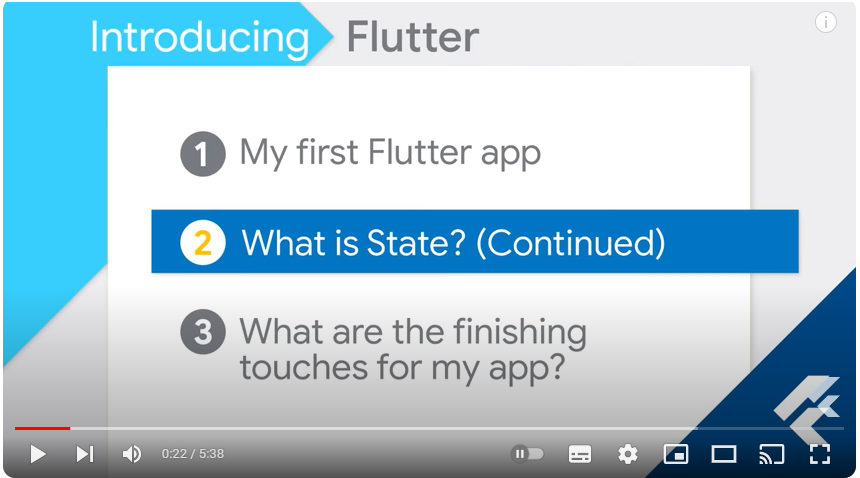 Introducing Flutter
1 My first Flutter app
2 What is State? (Continued)
3 What are the finishing
touches for my app?
0:22 / 5:38